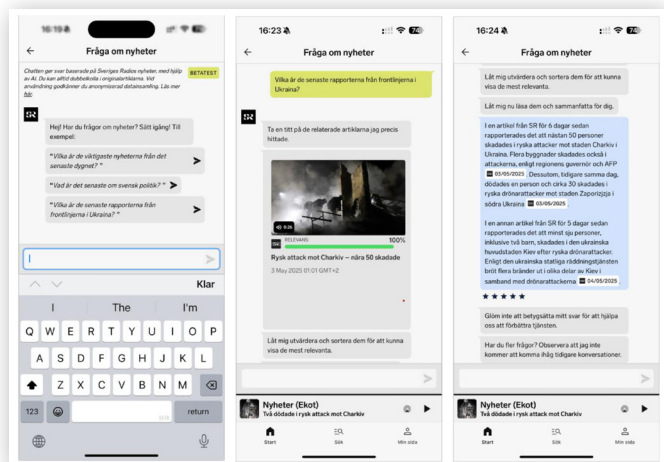 16:19
Fråga om nyheter
Chatten ger svar baserade på Sveriges Radios nyheter, med hjälp
av AI. Du kan alltid dubbelkolla i originalartiklarna. Vid
användning godkänner du anonymiserad datainsamling. Läs mer
här.
BETATEST
Hej! Har du frågor om nyheter? Sätt igång! Till
exempel:
"Vilka är de viktigaste nyheterna från det
senaste dygnet? "
"Vad är det senaste om svensk politik? "
"Vilka är de senaste rapporterna från
frontlinjerna i Ukraina? "
Klar
I The I'm
Q W E R T Y U I O P
A S D F G H J K L
Z X C V B N M
123 return
16:23 74
Fråga om nyheter
Vilka är de senaste rapporterna från frontlinjerna i
Ukraina?
SR
Ta en titt på de relaterade artiklarna jag precis
hittade.
0:26
RELEVANS 100%
Rysk attack mot Charkiv – nära 50 skadade
3 May 2025 01:01 GMT+2
Låt mig utvärdera och sortera dem för att kunna
visa de mest relevanta.
Nyheter (Ekot)
Två dödade i rysk attack mot Charkiv
Start Sök Min sida
16:24 74
Fråga om nyheter
Låt mig utvärdera och sortera dem för att kunna
visa de mest relevanta.
Låt mig nu läsa dem och sammanfatta för dig.
I en artikel från SR för 6 dagar sedan
rapporterades det att nästan 50 personer
skadades i ryska attacker mot staden Charkiv i
Ukraina. Flera byggnader skadades också i
attackerna, enligt regionens guvernör och AFP
03/05/2025 . Dessutom, tidigare samma dag,
dödades en person och cirka 30 skadades i
ryska drönarattacker mot staden Zaporizjzja i
södra Ukraina 03/05/2025 .
I en annan artikel från SR för 5 dagar sedan
rapporterades det att minst sju personer,
inklusive två barn, skadades i den ukrainska
huvudstaden Kiev efter ryska drönarattacker.
Enligt den ukrainska statliga räddningstjänsten
bröt flera bränder ut i olika delar av Kiev i
samband med drönarattackerna 04/05/2025 .
Glöm inte att betygsätta mitt svar för att hjälpa
oss att förbättra tjänsten.
Har du fler frågor? Observera att jag inte
kommer att komma ihåg tidigare konversationer.
Nyheter (Ekot)
Två dödade i rysk attack mot Charkiv
Start Sök Min sida